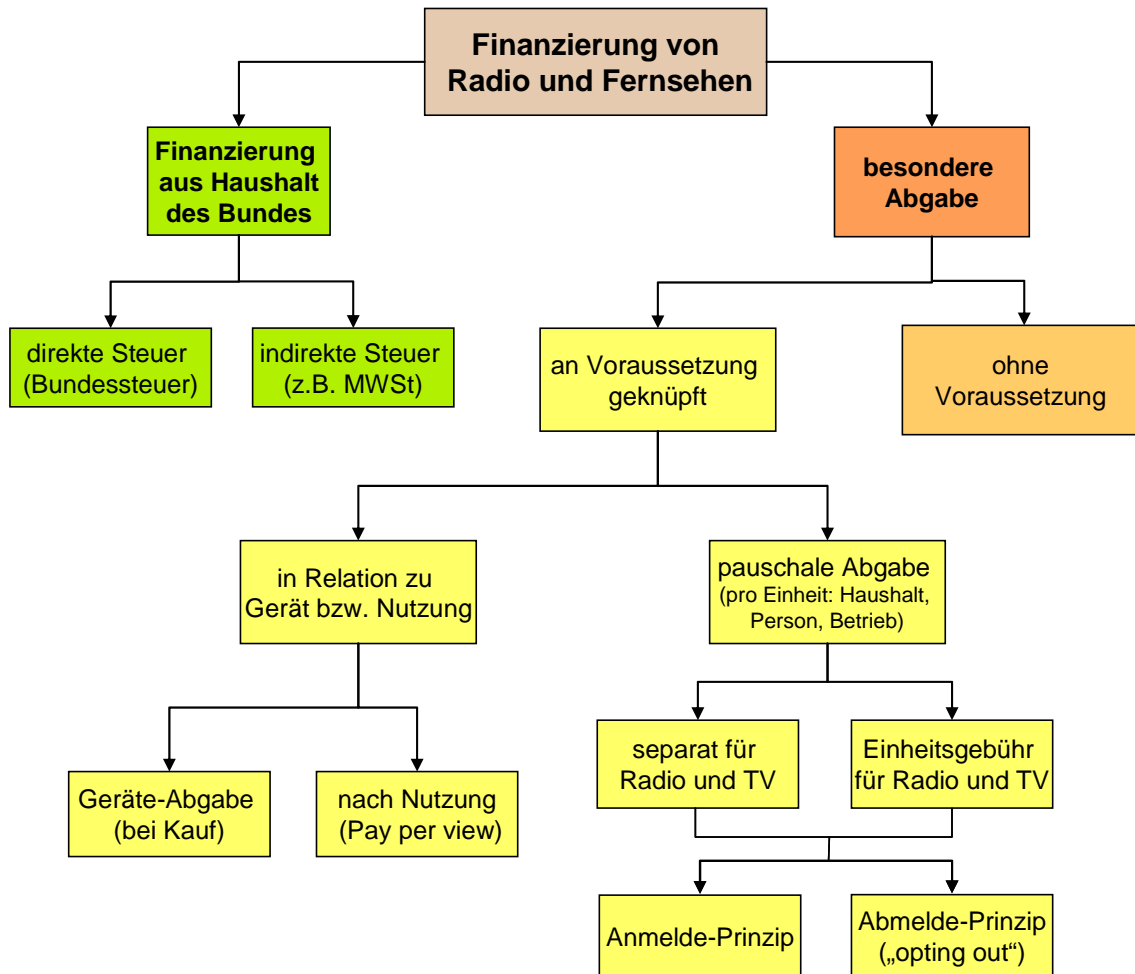 Finanzierung von
Radio und Fernsehen
Finanzierung
aus Haushalt
des Bundes
besondere
Abgabe
direkte Steuer
(Bundessteuer)
indirekte Steuer
(z.B. MWSt)
an Voraussetzung
geknüpft
ohne
Voraussetzung
in Relation zu
Gerät bzw. Nutzung
pauschale Abgabe
(pro Einheit: Haushalt,
Person, Betrieb)
separat für
Radio und TV
Einheitsgebühr
für Radio und TV
Geräte-Abgabe
(bei Kauf)
nach Nutzung
(Pay per view)
Anmelde-Prinzip
Abmelde-Prinzip
(„opting out“)